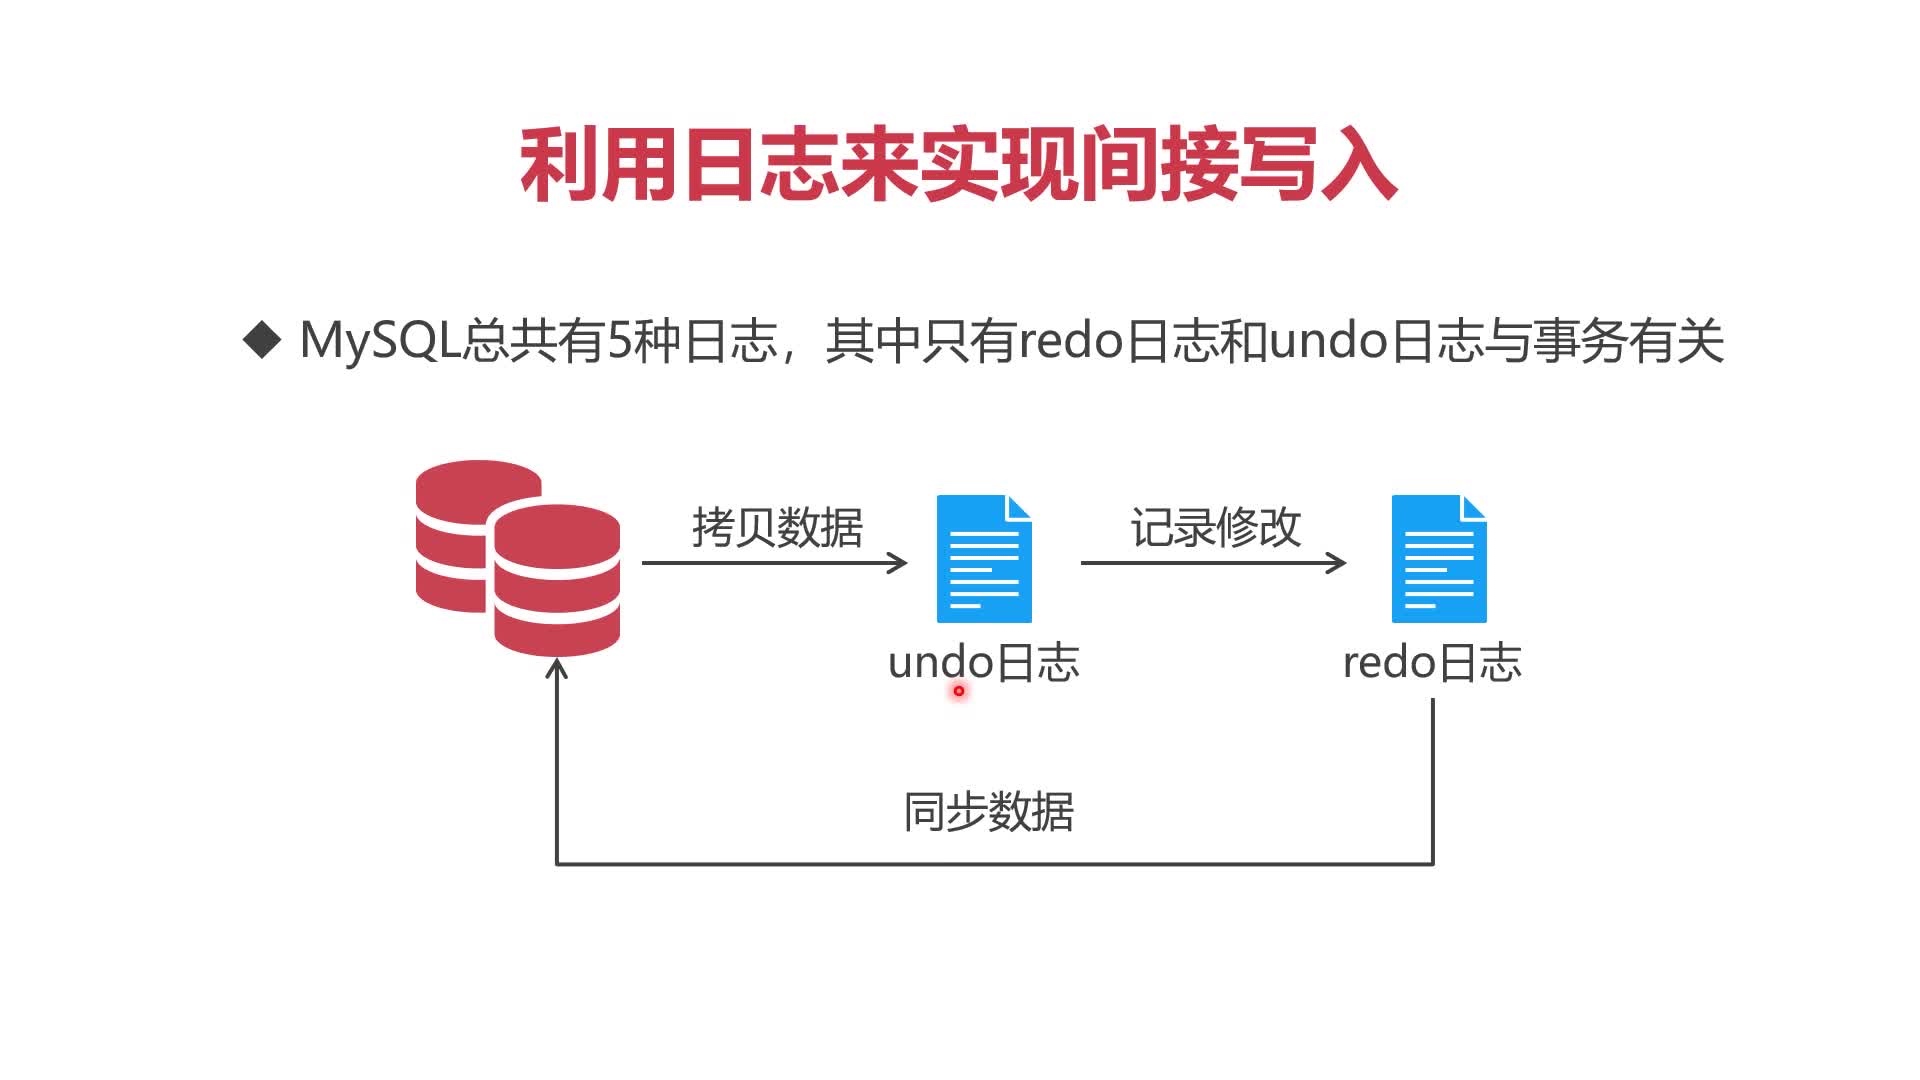 利用日志来实现间接写入
◆ MySQL总共有5种日志，其中只有redo日志和undo日志与事务有关
拷贝数据
记录修改
undo日志
redo日志
同步数据